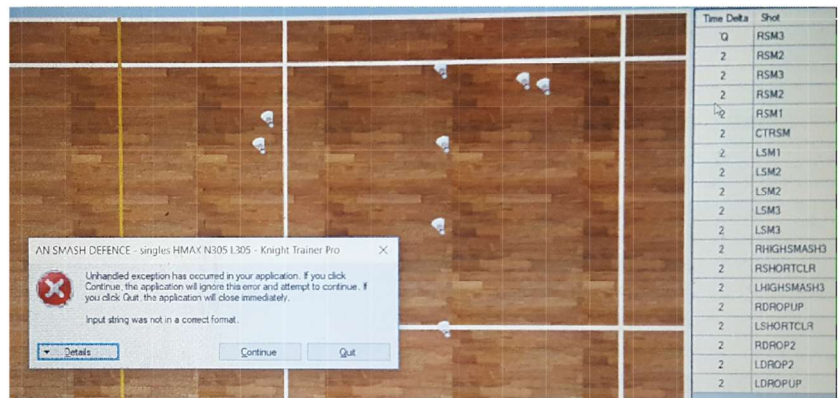 Time Delta Shot
Q RSM3
2 RSM2
2 RSM3
2 RSM2
2 RSM1
2 CTRSM
2 LSM1
2 LSM2
2 LSM2
2 LSM3
2 LSM3
2 RHIGHSMASH3
2 RSHORTCLR
2 LHIGHSMASH3
2 RDROPUP
2 LSHORTCLR
2 RDROP2
2 LDROP2
2 LDROPUP
AN SMASH DEFENCE - singles HMAX N305 L305 - Knight Trainer Pro
Unhandled exception has occurred in your application. If you click
Continue, the application will ignore this error and attempt to continue. If
you click Quit, the application will close immediately.
Input string was not in a correct format.
Details Continue Quit